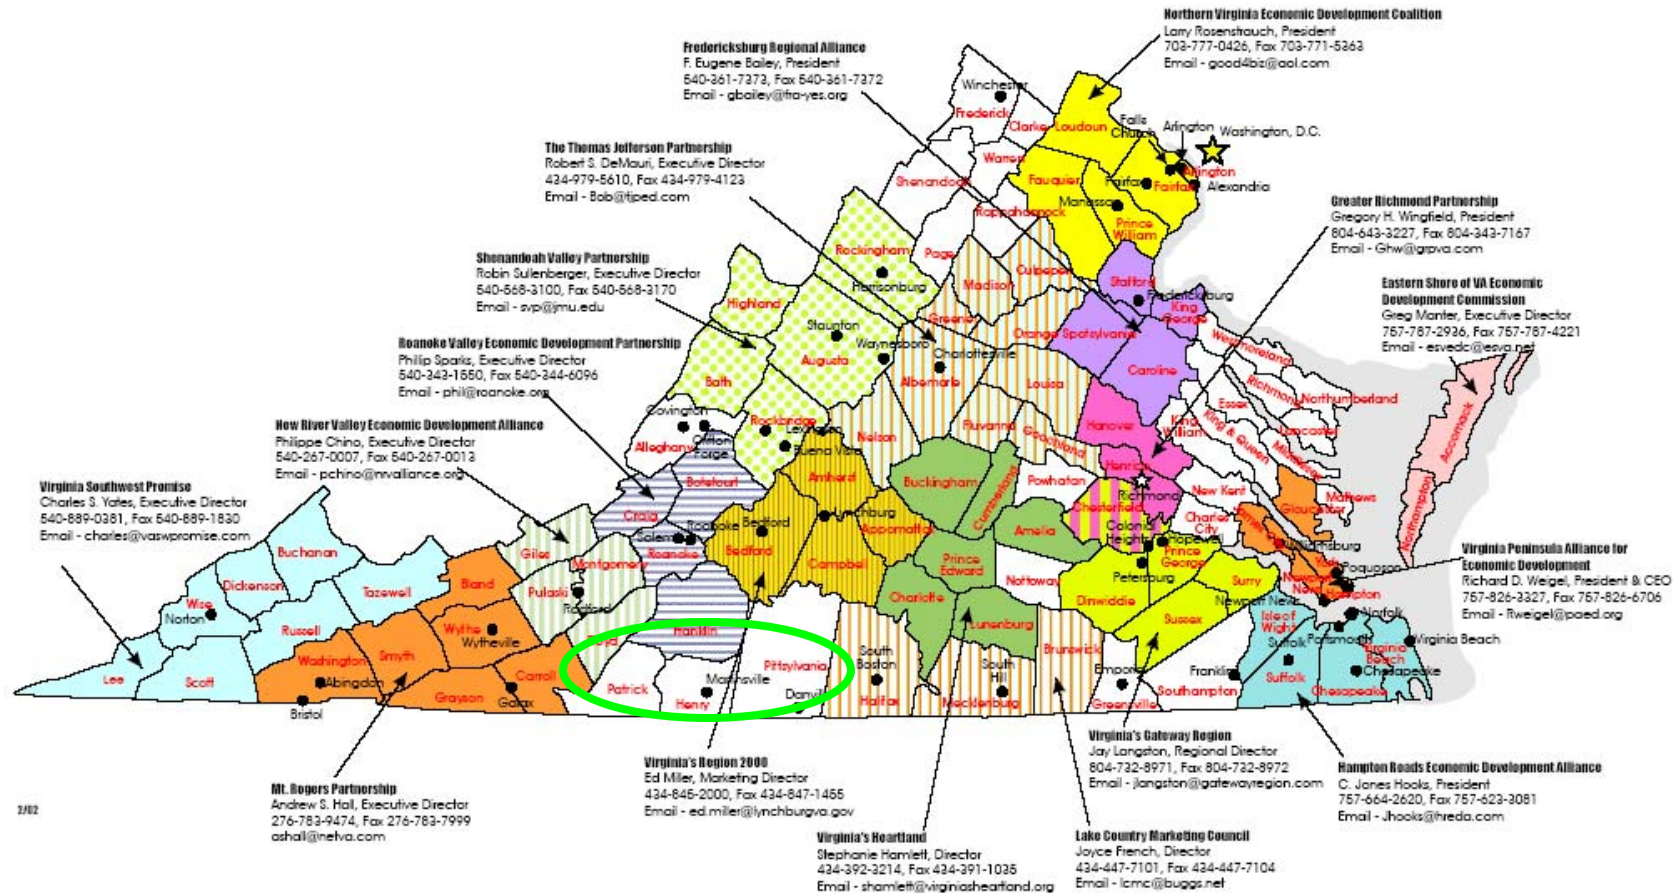 Northern Virginia Economic Development Coalition
Larry Rosenstrauch, President
703-777-0426, Fax 703-771-5363
Email - good4biz@aol.com
Fredericksburg Regional Alliance
F. Eugene Bailey, President
540-361-7373, Fax 540-361-7372
Email - gbailey@fra-yes.org
The Thomas Jefferson Partnership
Robert S. DeMauri, Executive Director
434-979-5610, Fax 434-979-4123
Email - Bob@tjped.com
Greater Richmond Partnership
Gregory H. Wingfield, President
804-643-3227, Fax 804-343-7167
Email - Ghw@grpva.com
Shenandoah Valley Partnership
Robin Sullenberger, Executive Director
540-568-3100, Fax 540-568-3170
Email - svp@jmu.edu
Eastern Shore of VA Economic
Development Commission
Greg Manter, Executive Director
757-787-2936, Fax 757-787-4221
Email - esvedc@esva.net
Roanoke Valley Economic Development Partnership
Philip Sparks, Executive Director
540-343-1550, Fax 540-344-6096
Email - phil@roanoke.org
New River Valley Economic Development Alliance
Philippe Chino, Executive Director
540-267-0007, Fax 540-267-0013
Email - pchino@nrvalliance.org
Virginia Southwest Promise
Charles S. Yates, Executive Director
540-889-0381, Fax 540-889-1830
Email - charles@vaswpromise.com
Virginia Peninsula Alliance for
Economic Development
Richard D. Weigel, President & CEO
757-826-3327, Fax 757-826-6706
Email - Rweigel@paed.org
Winchester
Frederick
Clarke
Loudoun
Falls
Church
Arlington
Washington, D.C.
Warren
Shenandoah
Fauquier
Fairfax
Fairfax
Arlington
Alexandria
Manassas
Rappahannock
Prince
William
Page
Rockingham
Harrisonburg
Culpeper
Madison
Stafford
Fredericksburg
King
George
Highland
Staunton
Waynesboro
Augusta
Greene
Orange
Spotsylvania
Westmoreland
Charlottesville
Albemarle
Louisa
Caroline
Richmond
Northumberland
Essex
Bath
Covington
Clifton
Forge
Alleghany
Rockbridge
Lexington
Buena Vista
Nelson
Fluvanna
Goochland
Hanover
King
William
King & Queen
Lancaster
Middlesex
Accomack
Northampton
Botetourt
Amherst
Buckingham
Cumberland
Powhatan
Henrico
Richmond
New Kent
Mathews
Gloucester
Craig
Roanoke
Salem
Roanoke
Bedford
Bedford
Lynchburg
Appomattox
Campbell
Amelia
Chesterfield
Colonial
Heights
Hopewell
Charles
City
James
Williamsburg
York
Poquoson
Newport
News
Hampton
Buchanan
Dickenson
Wise
Norton
Tazewell
Russell
Bland
Giles
Montgomery
Pulaski
Radford
Floyd
Franklin
Prince
Edward
Nottoway
Petersburg
Prince
George
Dinwiddie
Surry
Sussex
Newport News
Isle of
Wight
Norfolk
Portsmouth
Virginia Beach
Virginia
Beach
Chesapeake
Chesapeake
Suffolk
Suffolk
Charlotte
Lunenburg
Brunswick
Emporia
Greensville
Southampton
Franklin
Lee
Scott
Washington
Abingdon
Bristol
Smyth
Wythe
Wytheville
Grayson
Carroll
Galax
Patrick
Henry
Martinsville
Pittsylvania
Danville
South
Boston
Halifax
South
Hill
Mecklenburg
Virginia's Gateway Region
Jay Langston, Regional Director
804-732-8971, Fax 804-732-8972
Email - jlangston@gatewayregion.com
Virginia's Region 2000
Ed Miller, Marketing Director
434-845-2000, Fax 434-847-1455
Email - ed.miller@lynchburgva.gov
Hampton Roads Economic Development Alliance
C. Jones Hooks, President
757-664-2620, Fax 757-623-3081
Email - Jhooks@hreda.com
Mt. Rogers Partnership
Andrew S. Hall, Executive Director
276-783-9474, Fax 276-783-7999
ashall@netva.com
2/02
Virginia's Heartland
Stephanie Hamlett, Director
434-392-3214, Fax 434-391-1035
Email - shamlett@virginiasheartland.org
Lake Country Marketing Council
Joyce French, Director
434-447-7101, Fax 434-447-7104
Email - lcmc@buggs.net